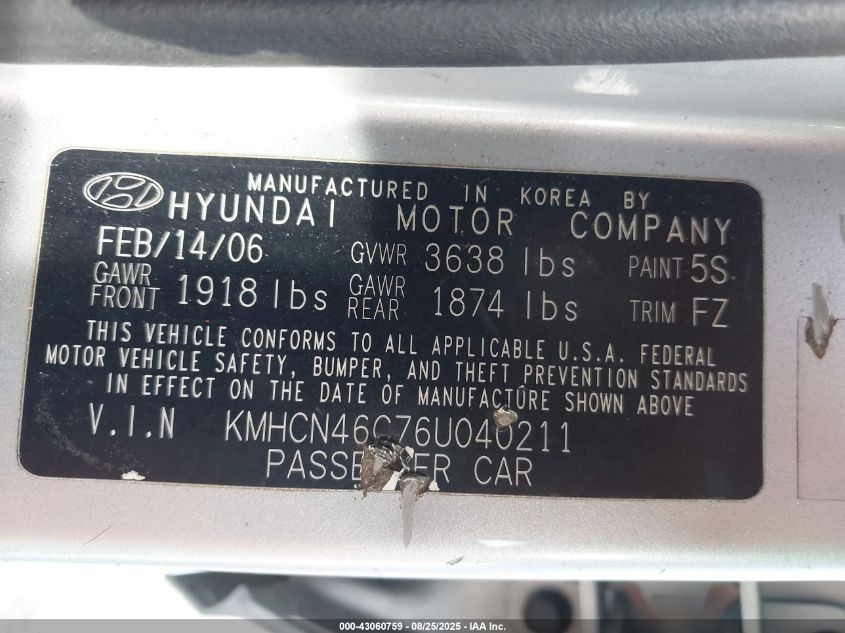 MANUFACTURED IN KOREA BY
HYUNDAI MOTOR COMPANY
FEB/14/06 GVWR 3638 lbs PAINT 5S
GAWR FRONT 1918 lbs GAWR REAR 1874 lbs TRIM FZ
THIS VEHICLE CONFORMS TO ALL APPLICABLE U.S.A. FEDERAL
MOTOR VEHICLE SAFETY, BUMPER, AND THEFT PREVENTION STANDARDS
IN EFFECT ON THE DATE OF MANUFACTURE SHOWN ABOVE
V.I.N KMHCN46C76U040211
PASSENGER CAR
000-43060759 - 08/25/2025 - IAA Inc.